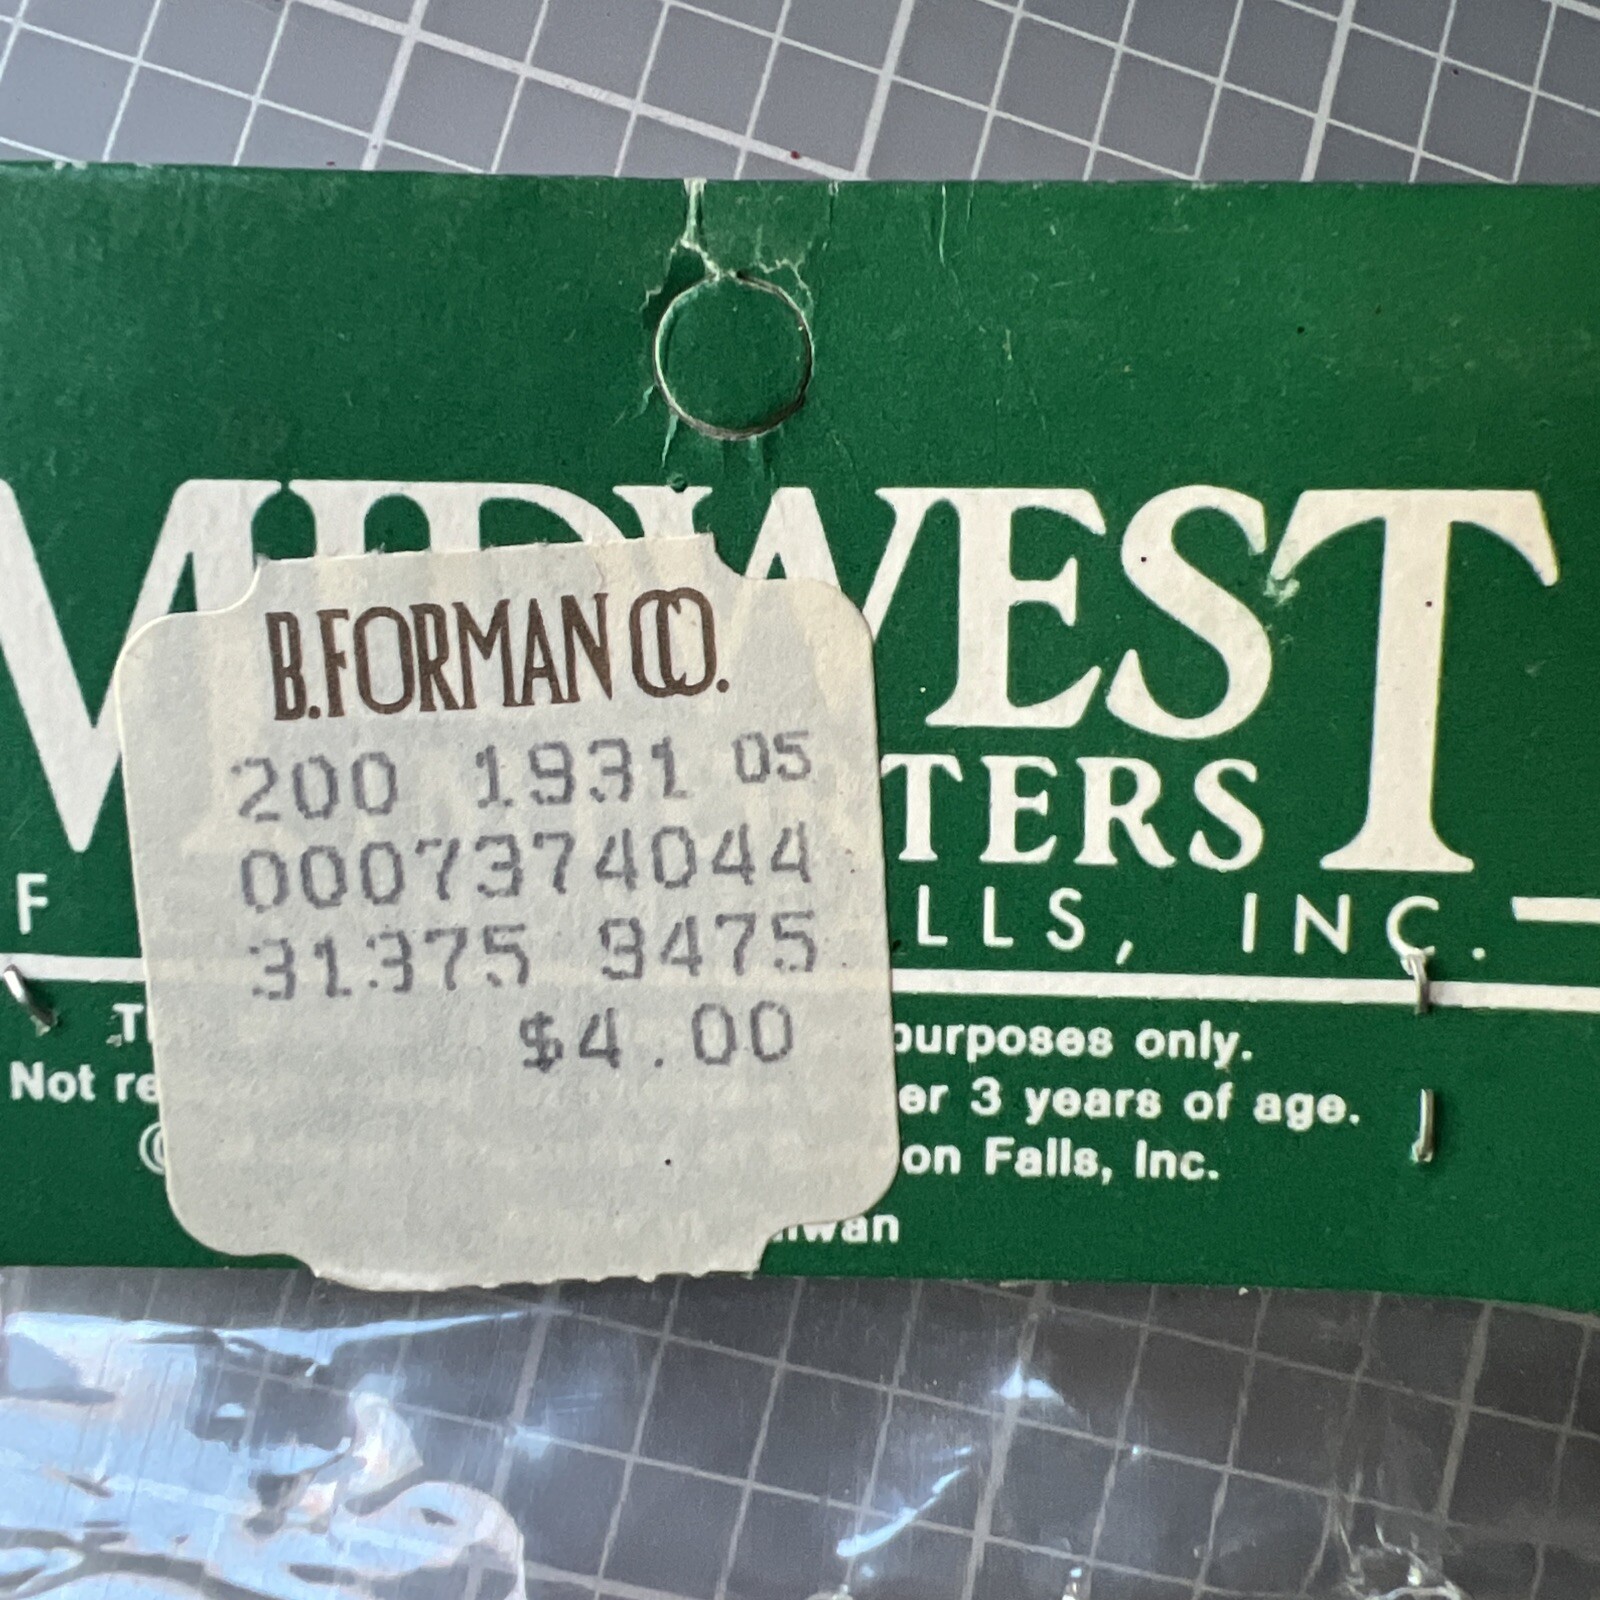 MIDWEST
B.FORMAN CO.
200 1931 05
TERS
0007374044
F LLS, INC.
31375 9475
purposes only.
$4.00
Not re er 3 years of age.
© on Falls, Inc.